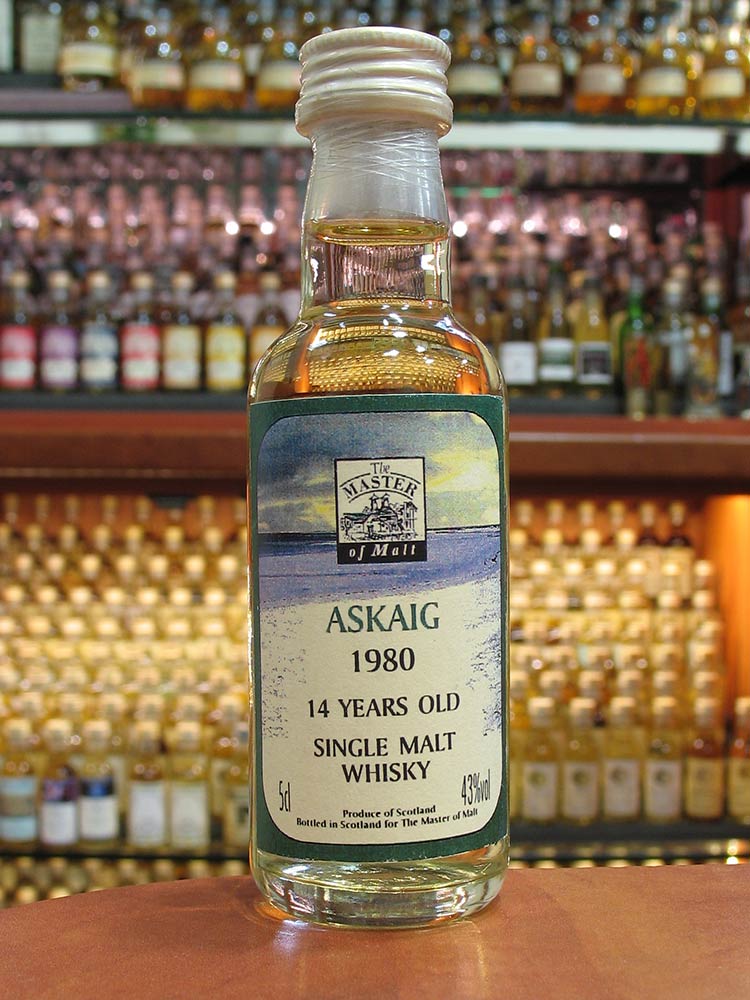 The
MASTER
of Malt
ASKAIG
1980
14 YEARS OLD
SINGLE MALT
WHISKY
5cl 43%vol
Produce of Scotland
Bottled in Scotland for The Master of Malt